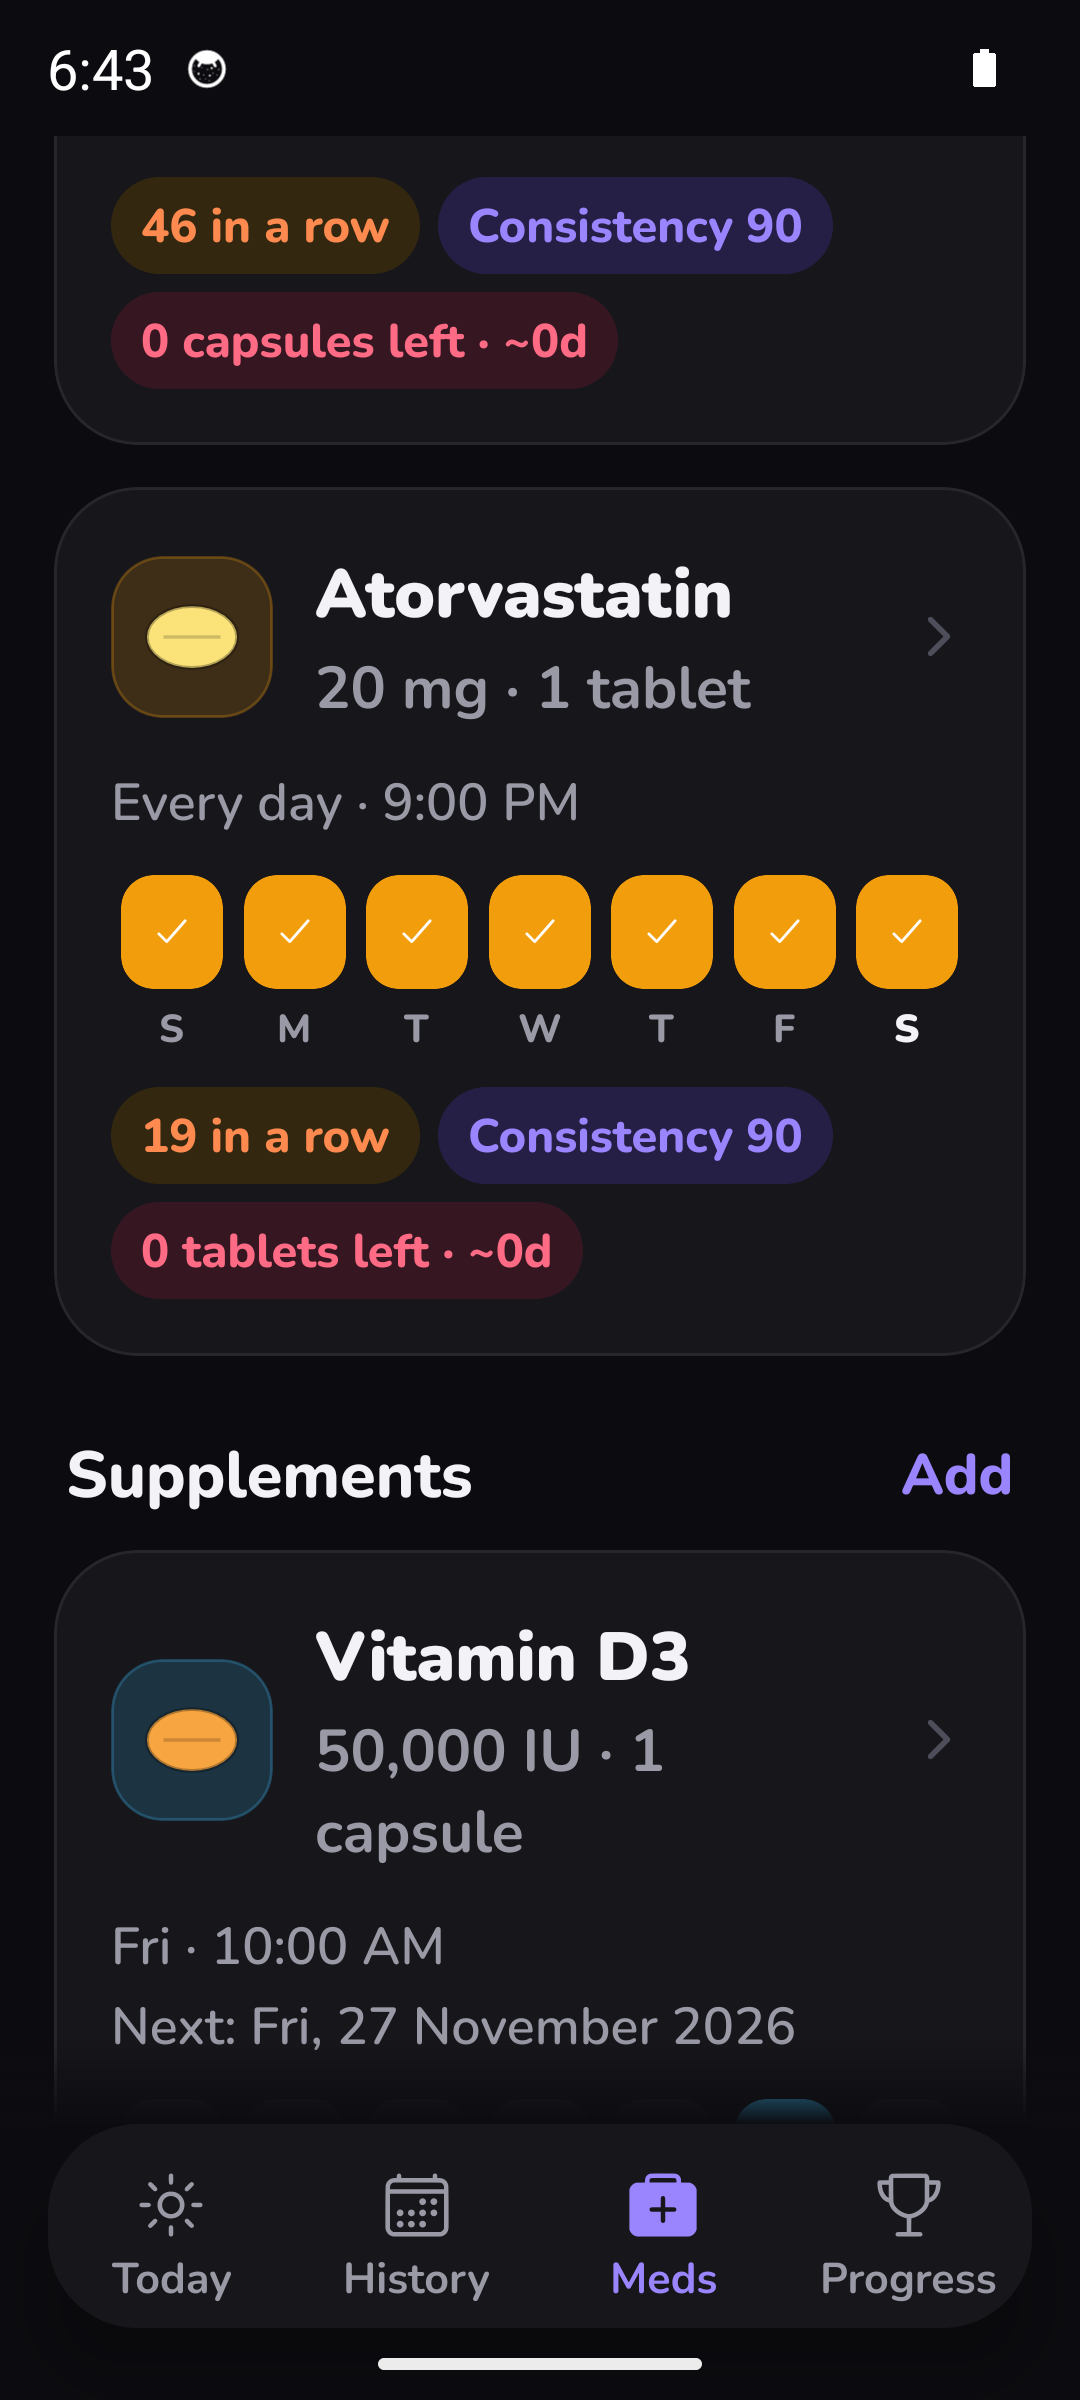 6:43
46 in a row
Consistency 90
0 capsules left · ~0d
Atorvastatin
20 mg · 1 tablet
Every day · 9:00 PM
S M T W T F S
19 in a row
Consistency 90
0 tablets left · ~0d
Supplements
Add
Vitamin D3
50,000 IU · 1
capsule
Fri · 10:00 AM
Next: Fri, 27 November 2026
Today
History
Meds
Progress